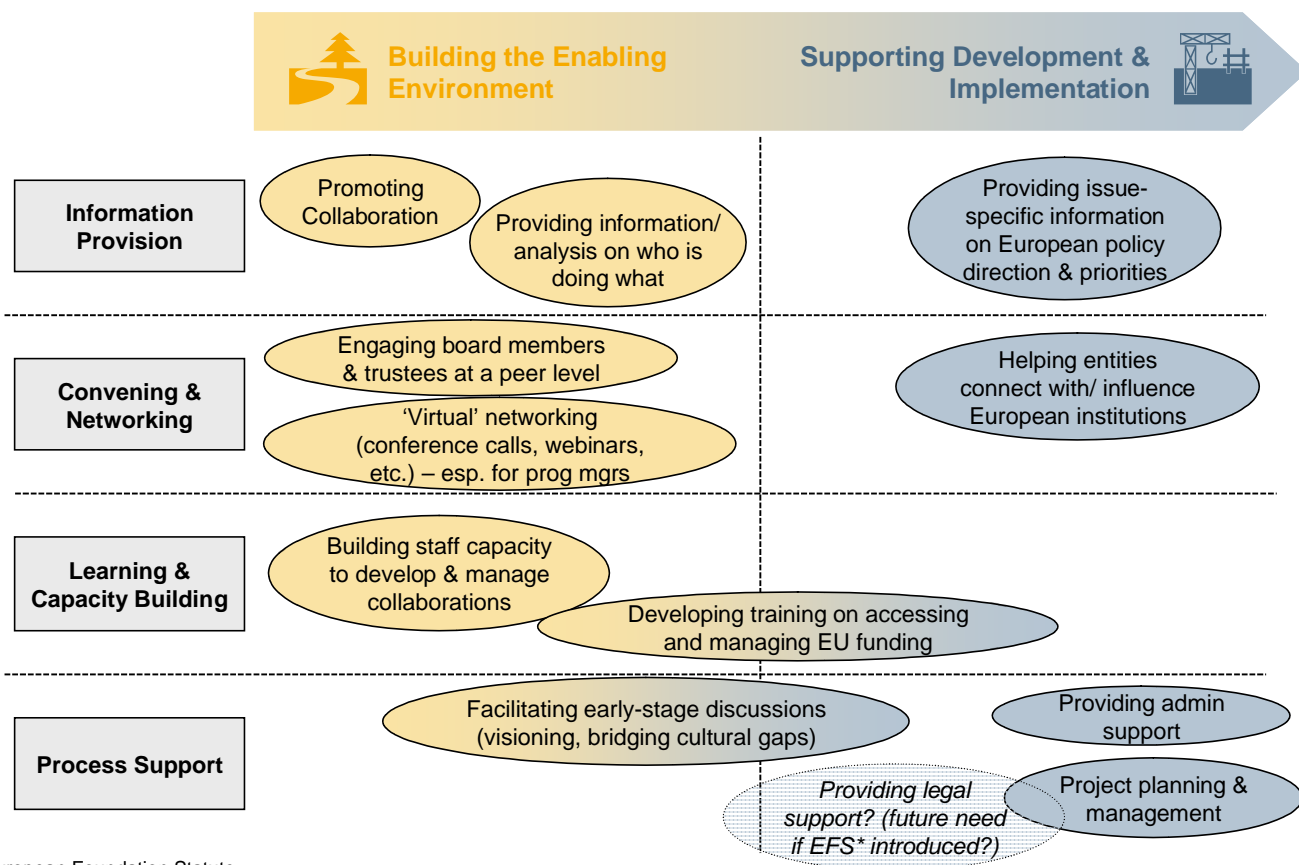 Building the Enabling
Environment
Supporting Development &
Implementation
Information
Provision
Promoting
Collaboration
Providing information/
analysis on who is
doing what
Providing issue-
specific information
on European policy
direction & priorities
Convening &
Networking
Engaging board members
& trustees at a peer level
‘Virtual’ networking
(conference calls, webinars,
etc.) – esp. for prog mgrs
Helping entities
connect with/ influence
European institutions
Learning &
Capacity Building
Building staff capacity
to develop & manage
collaborations
Developing training on accessing
and managing EU funding
Process Support
Facilitating early-stage discussions
(visioning, bridging cultural gaps)
Providing admin
support
Providing legal
support? (future need
if EFS* introduced?)
Project planning &
management
Foundation Statute